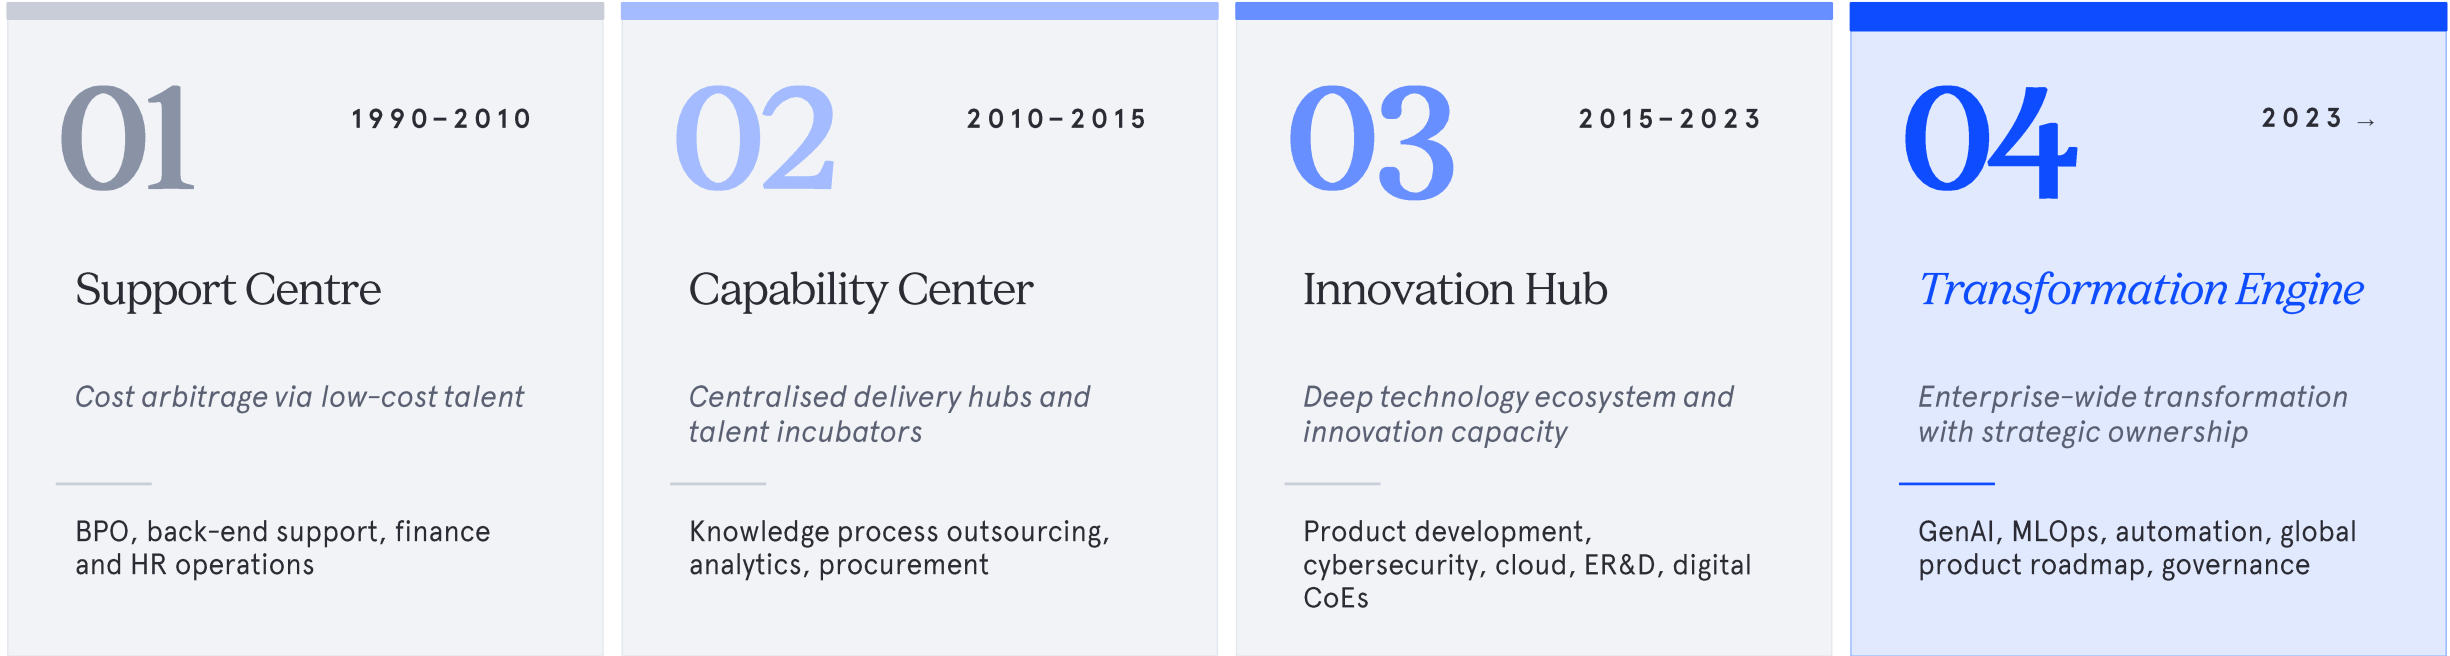 01
1990–2010
Support Centre
Cost arbitrage via low-cost talent
BPO, back-end support, finance
and HR operations
02
2010–2015
Capability Center
Centralised delivery hubs and
talent incubators
Knowledge process outsourcing,
analytics, procurement
03
2015–2023
Innovation Hub
Deep technology ecosystem and
innovation capacity
Product development,
cybersecurity, cloud, ER&D, digital
CoEs
04
2023 →
Transformation Engine
Enterprise-wide transformation
with strategic ownership
GenAI, MLOps, automation, global
product roadmap, governance